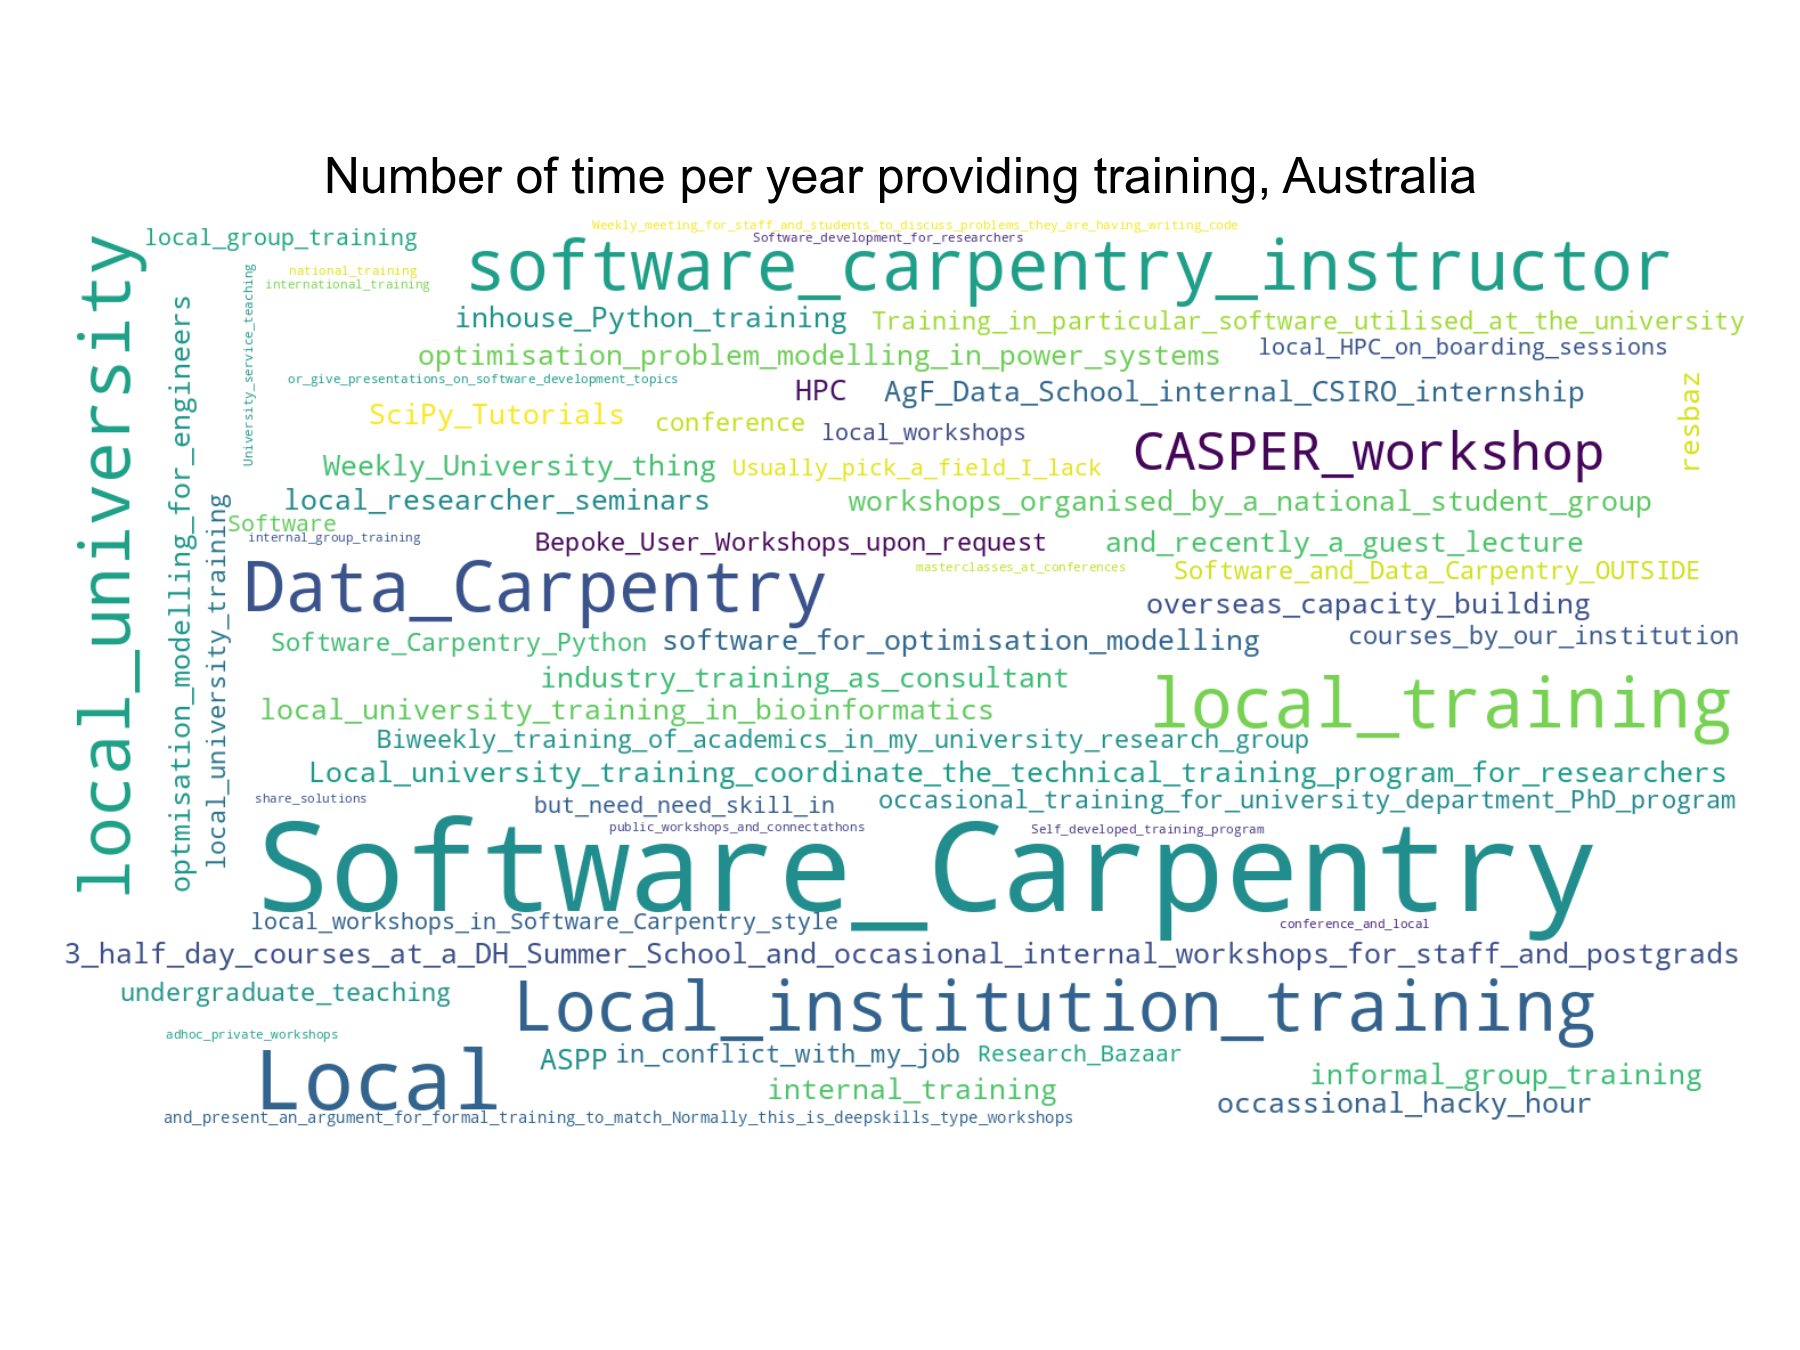 Number of time per year providing training, Australia
Weekly_meeting_for_staff_and_students_to_discuss_problems_they_are_having_writing_code
local_group_training
Software_development_for_researchers
software_carpentry_instructor
national_training
international_training
local_university
University_service_teaching
optmisation_modelling_for_engineers
local_university_training
inhouse_Python_training
Training_in_particular_software_utilised_at_the_university
optimisation_problem_modelling_in_power_systems
local_HPC_on_boarding_sessions
or_give_presentations_on_software_development_topics
HPC
AgF_Data_School_internal_CSIRO_internship
resbaz
SciPy_Tutorials
conference
local_workshops
CASPER_workshop
Weekly_University_thing
Usually_pick_a_field_I_lack
local_researcher_seminars
workshops_organised_by_a_national_student_group
Software
internal_group_training
Bepoke_User_Workshops_upon_request
and_recently_a_guest_lecture
masterclasses_at_conferences
Software_and_Data_Carpentry_OUTSIDE
Data_Carpentry
overseas_capacity_building
Software_Carpentry_Python
software_for_optimisation_modelling
courses_by_our_institution
industry_training_as_consultant
local_training
local_university_training_in_bioinformatics
Biweekly_training_of_academics_in_my_university_research_group
Local_university_training_coordinate_the_technical_training_program_for_researchers
share_solutions
but_need_need_skill_in
occasional_training_for_university_department_PhD_program
public_workshops_and_connectathons
Self_developed_training_program
Software_Carpentry
local_workshops_in_Software_Carpentry_style
conference_and_local
3_half_day_courses_at_a_DH_Summer_School_and_occasional_internal_workshops_for_staff_and_postgrads
undergraduate_teaching
Local_institution_training
adhoc_private_workshops
Local
ASPP
in_conflict_with_my_job
Research_Bazaar
informal_group_training
internal_training
occassional_hacky_hour
and_present_an_argument_for_formal_training_to_match_Normally_this_is_deepskills_type_workshops